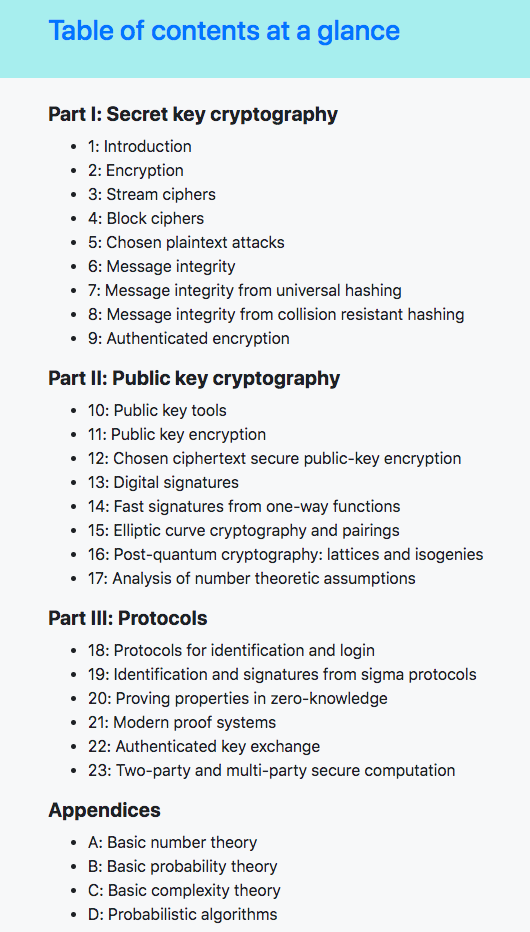 Table of contents at a glance
Part I: Secret key cryptography
• 1: Introduction
• 2: Encryption
• 3: Stream ciphers
• 4: Block ciphers
• 5: Chosen plaintext attacks
• 6: Message integrity
• 7: Message integrity from universal hashing
• 8: Message integrity from collision resistant hashing
• 9: Authenticated encryption
Part II: Public key cryptography
• 10: Public key tools
• 11: Public key encryption
• 12: Chosen ciphertext secure public-key encryption
• 13: Digital signatures
• 14: Fast signatures from one-way functions
• 15: Elliptic curve cryptography and pairings
• 16: Post-quantum cryptography: lattices and isogenies
• 17: Analysis of number theoretic assumptions
Part III: Protocols
• 18: Protocols for identification and login
• 19: Identification and signatures from sigma protocols
• 20: Proving properties in zero-knowledge
• 21: Modern proof systems
• 22: Authenticated key exchange
• 23: Two-party and multi-party secure computation
Appendices
• A: Basic number theory
• B: Basic probability theory
• C: Basic complexity theory
• D: Probabilistic algorithms